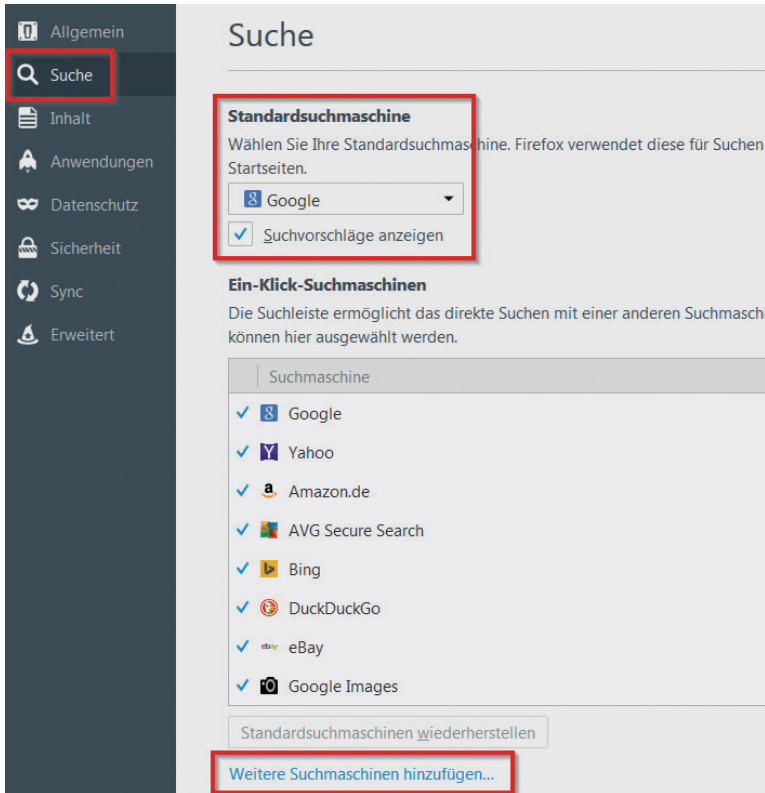 Allgemein
Suche
Inhalt
Anwendungen
Datenschutz
Sicherheit
Sync
Erweitert
Suche
Standardsuchmaschine
Wählen Sie Ihre Standardsuchmaschine. Firefox verwendet diese für Suchen
Startseiten.
Google
Suchvorschläge anzeigen
Ein-Klick-Suchmaschinen
Die Suchleiste ermöglicht das direkte Suchen mit einer anderen Suchmasch
können hier ausgewählt werden.
Suchmaschine
Google
Yahoo
Amazon.de
AVG Secure Search
Bing
DuckDuckGo
eBay
Google Images
Standardsuchmaschinen wiederherstellen
Weitere Suchmaschinen hinzufügen...